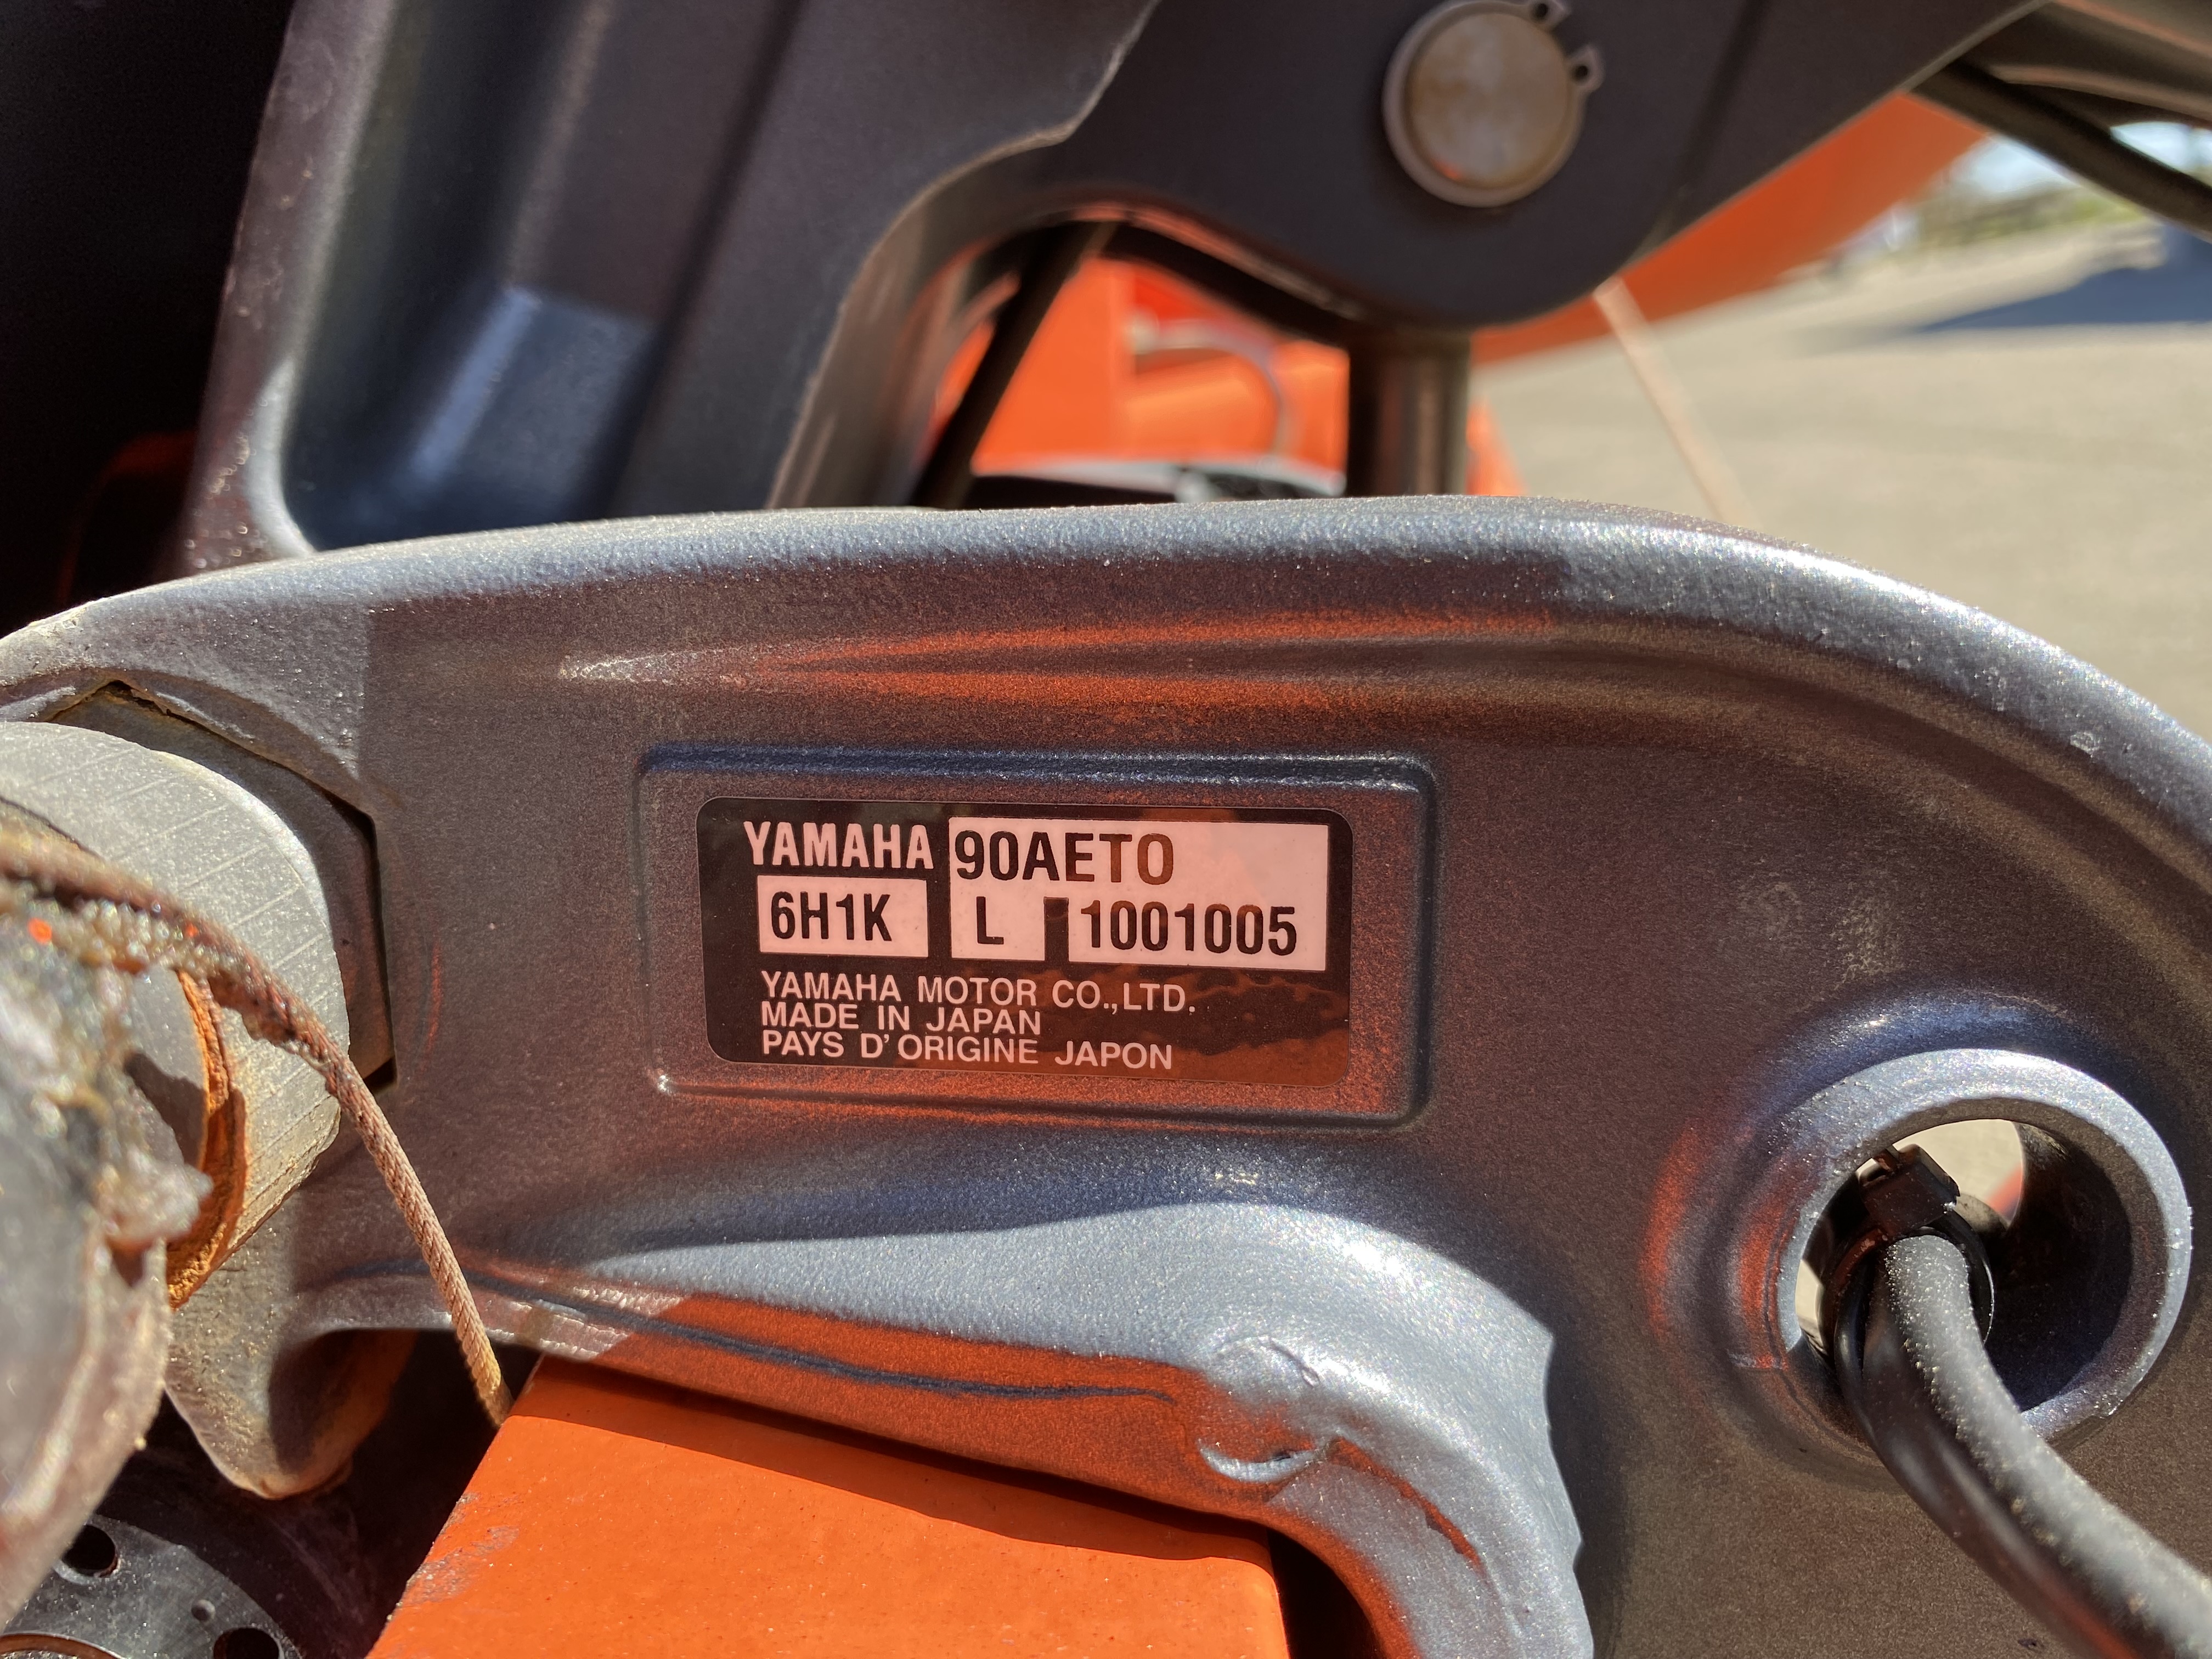 YAMAHA 90AETO
6H1K L 1001005
YAMAHA MOTOR CO.,LTD.
MADE IN JAPAN
PAYS D'ORIGINE JAPON